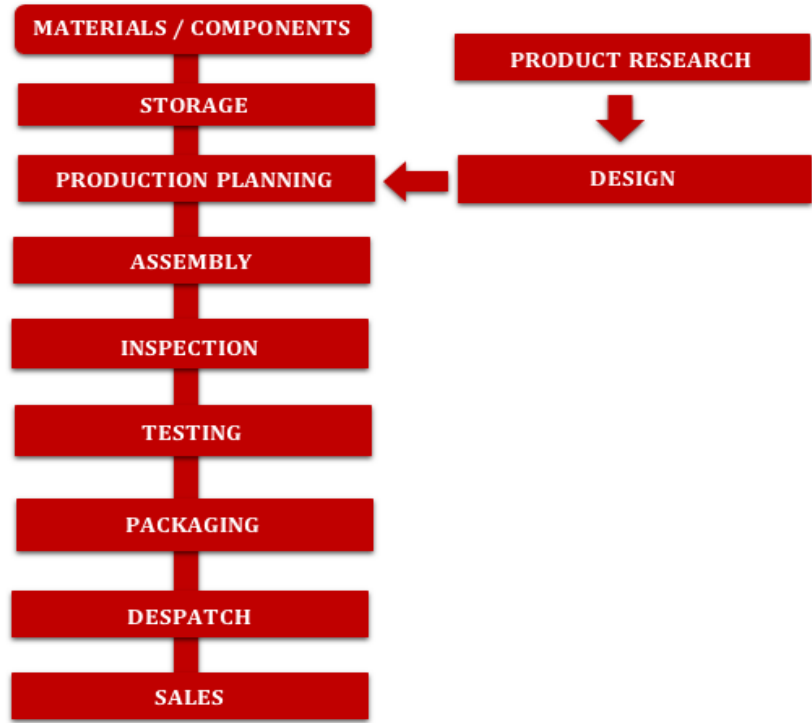 MATERIALS / COMPONENTS
STORAGE
PRODUCTION PLANNING
ASSEMBLY
INSPECTION
TESTING
PACKAGING
DESPATCH
SALES
PRODUCT RESEARCH
DESIGN